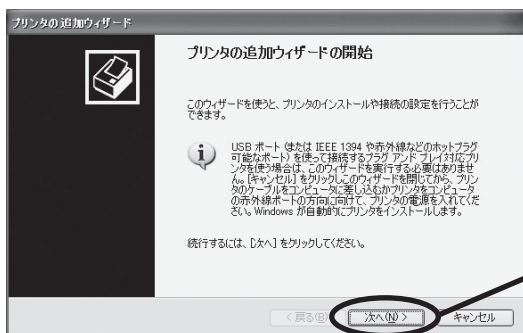 プリンタの追加ウィザード
プリンタの追加ウィザードの開始
このウィザードを使うと、プリンタのインストールや接続の設定を行うことが
できます。
USB ポート (または IEEE 1394 や赤外線などのホットプラグ
可能なポート) を使って接続するプラグ アンド プレイ対応プリ
ンタを使う場合は、このウィザードを実行する必要はありませ
ん。[キャンセル] をクリックしこのウィザードを閉じてから、プリン
タのケーブルをコンピュータに差し込むかプリンタをコンピュータ
の赤外線ポートの方向に向けて、プリンタの電源を入れてくだ
さい。Windows が自動的にプリンタをインストールします。
続行するには、[次へ] をクリックしてください。
< 戻る(B) 次へ(N) > キャンセル